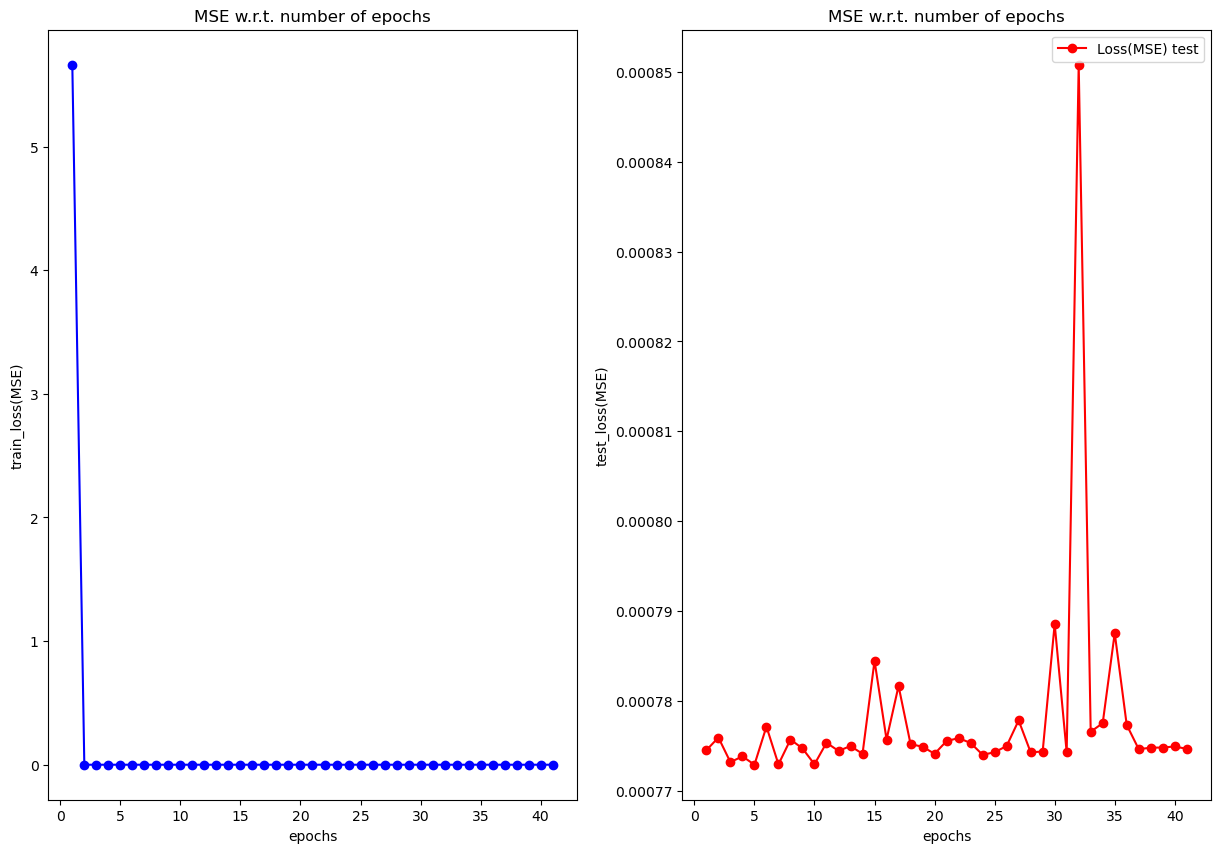 MSE w.r.t. number of epochs
5
4
3
2
1
0
train_loss(MSE)
0 5 10 15 20 25 30 35 40
epochs
MSE w.r.t. number of epochs
Loss(MSE) test
0.00085
0.00084
0.00083
0.00082
0.00081
0.00080
0.00079
0.00078
0.00077
test_loss(MSE)
0 5 10 15 20 25 30 35 40
epochs